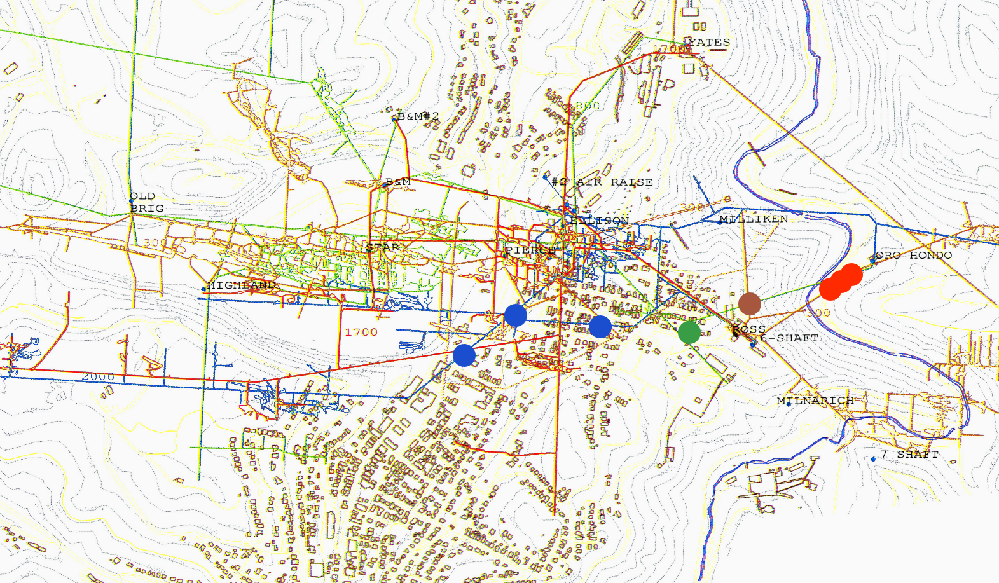 YATES
1700
800
B&M#2
B&M
#2 AIR RAISE
OLD
BRIG
300
MILLIKEN
ELLISON
300
STAR
PIERCE
ORO HONDO
HIGHLAND
300
1700
ROSS
6-SHAFT
2000
MILNARICH
7 SHAFT